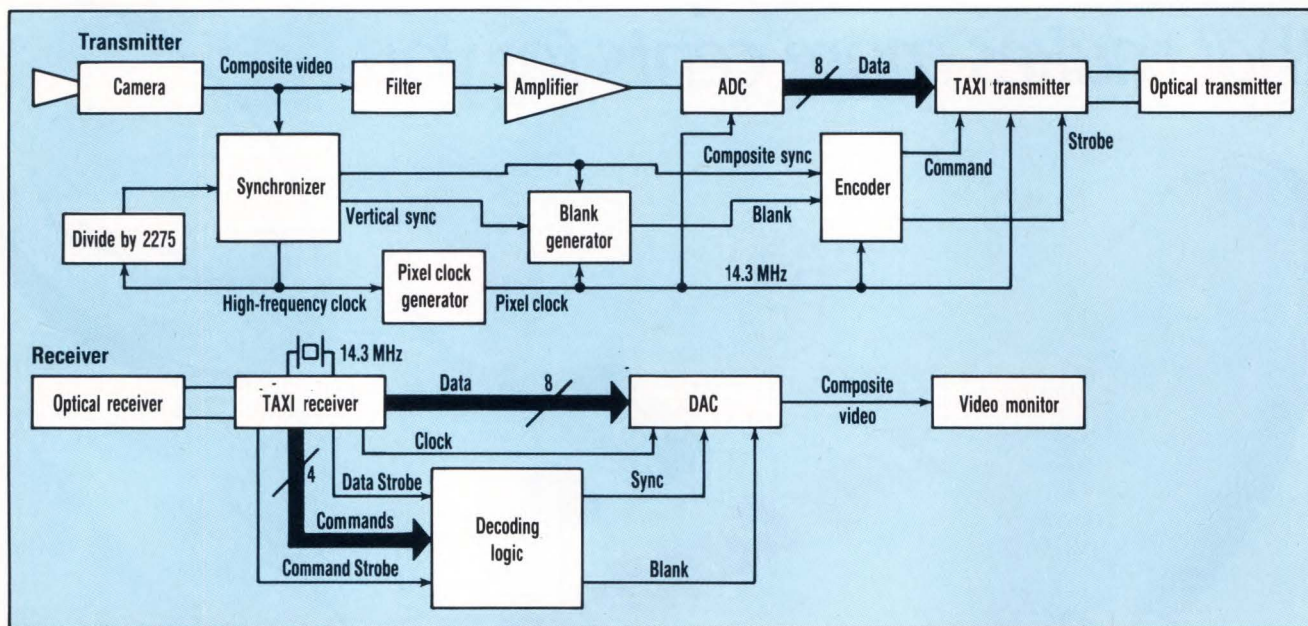 Transmitter
Camera
Composite video
Filter
Amplifier
ADC
8
Data
TAXI transmitter
Optical transmitter
Synchronizer
Composite sync
Encoder
Command
Strobe
Divide by 2275
Vertical sync
Blank
generator
Blank
High-frequency clock
Pixel clock
generator
Pixel clock
14.3 MHz
Receiver
14.3 MHz
Optical receiver
TAXI receiver
Data
8
DAC
Composite
video
Video monitor
Clock
4
Data Strobe
Commands
Command Strobe
Decoding
logic
Sync
Blank